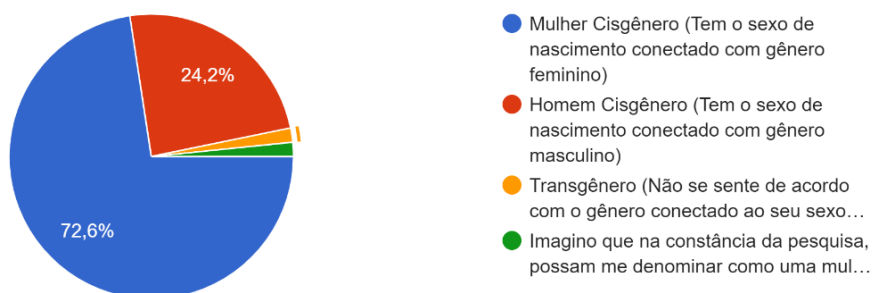 24,2%
72,6%
Mulher Cisgênero (Tem o sexo de
nascimento conectado com gênero
feminino)
Homem Cisgênero (Tem o sexo de
nascimento conectado com gênero
masculino)
Transgênero (Não se sente de acordo
com o gênero conectado ao seu sexo…
Imagino que na constância da pesquisa,
possam me denominar como uma mul…